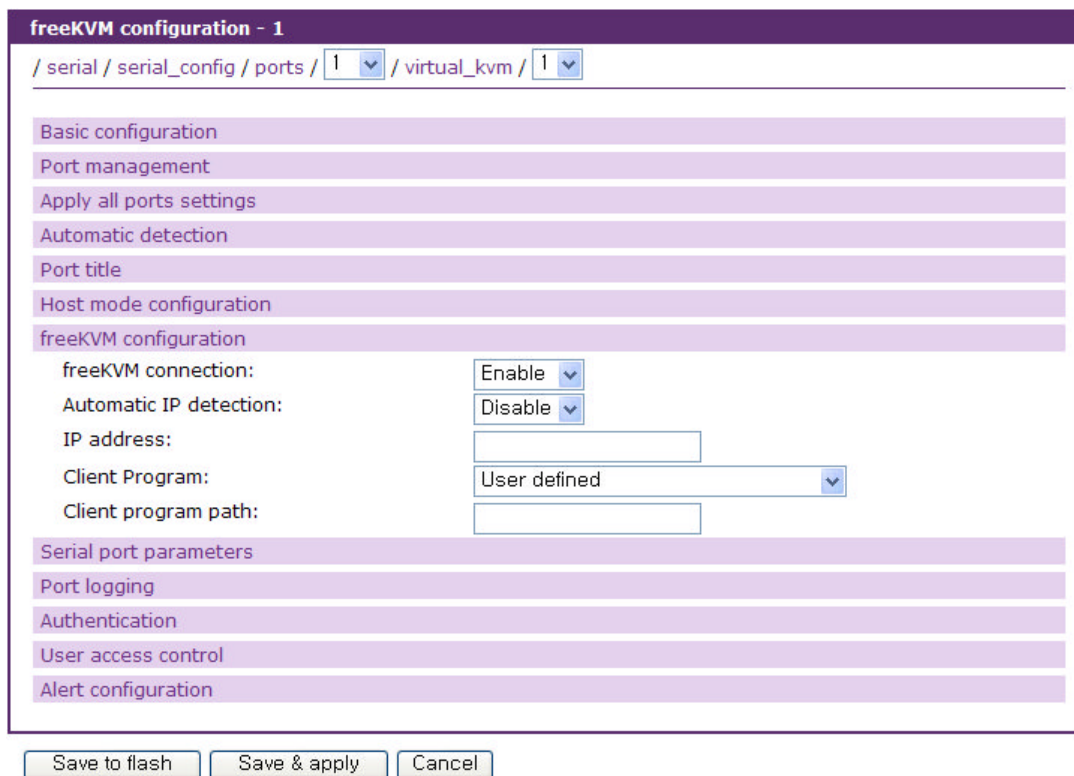 freeKVM configuration - 1
/ serial / serial_config / ports / 1 / virtual_kvm / 1
Basic configuration
Port management
Apply all ports settings
Automatic detection
Port title
Host mode configuration
freeKVM configuration
freeKVM connection: Enable
Automatic IP detection: Disable
IP address:
Client Program: User defined
Client program path:
Serial port parameters
Port logging
Authentication
User access control
Alert configuration
Save to flash Save & apply Cancel